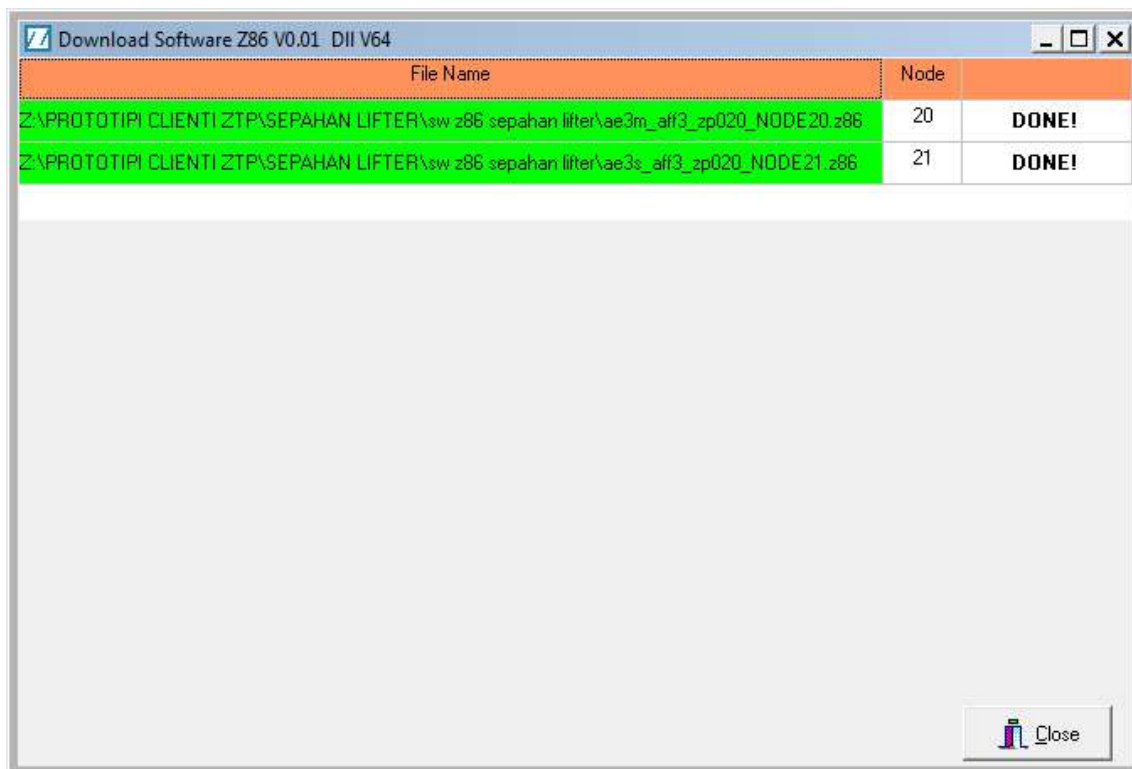 Download Software Z86 V0.01 Dll V64
File Name Node
Z:\PROTOTIPI CLIENTI ZTP\SEPAHAN LIFTER\sw z86 sepahan lifter\ae3m_aff3_zp020_NODE20.z86 20 DONE!
Z:\PROTOTIPI CLIENTI ZTP\SEPAHAN LIFTER\sw z86 sepahan lifter\ae3s_aff3_zp020_NODE21.z86 21 DONE!
Close